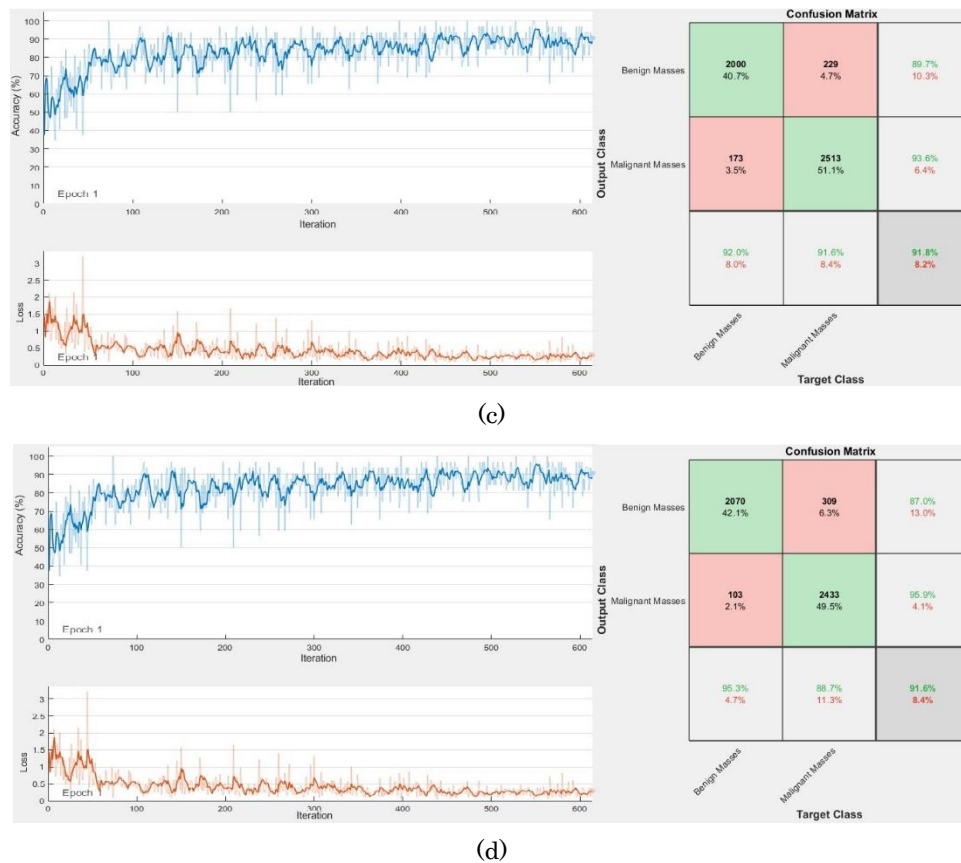 100
90
80
70
60
50
40
30
20
10
0
Accuracy (%)
Epoch 1
0 100 200 300 400 500 600
Iteration
3
2.5
2
1.5
1
0.5
0
Loss
Epoch 1
0 100 200 300 400 500 600
Iteration
Confusion Matrix
Output Class
Benign Masses
2000 229 89.7%
40.7% 4.7% 10.3%
Malignant Masses
173 2513 93.6%
3.5% 51.1% 6.4%
92.0% 91.6% 91.8%
8.0% 8.4% 8.2%
Benign Masses
Malignant Masses
Target Class
(c)
100
90
80
70
60
50
40
30
20
10
0
Accuracy (%)
Epoch 1
0 100 200 300 400 500 600
Iteration
3
2.5
2
1.5
1
0.5
0
Loss
Epoch 1
0 100 200 300 400 500 600
Iteration
Confusion Matrix
Output Class
Benign Masses
2070 309 87.0%
42.1% 6.3% 13.0%
Malignant Masses
103 2433 95.9%
2.1% 49.5% 4.1%
95.3% 88.7% 91.6%
4.7% 11.3% 8.4%
Benign Masses
Malignant Masses
Target Class
(d)